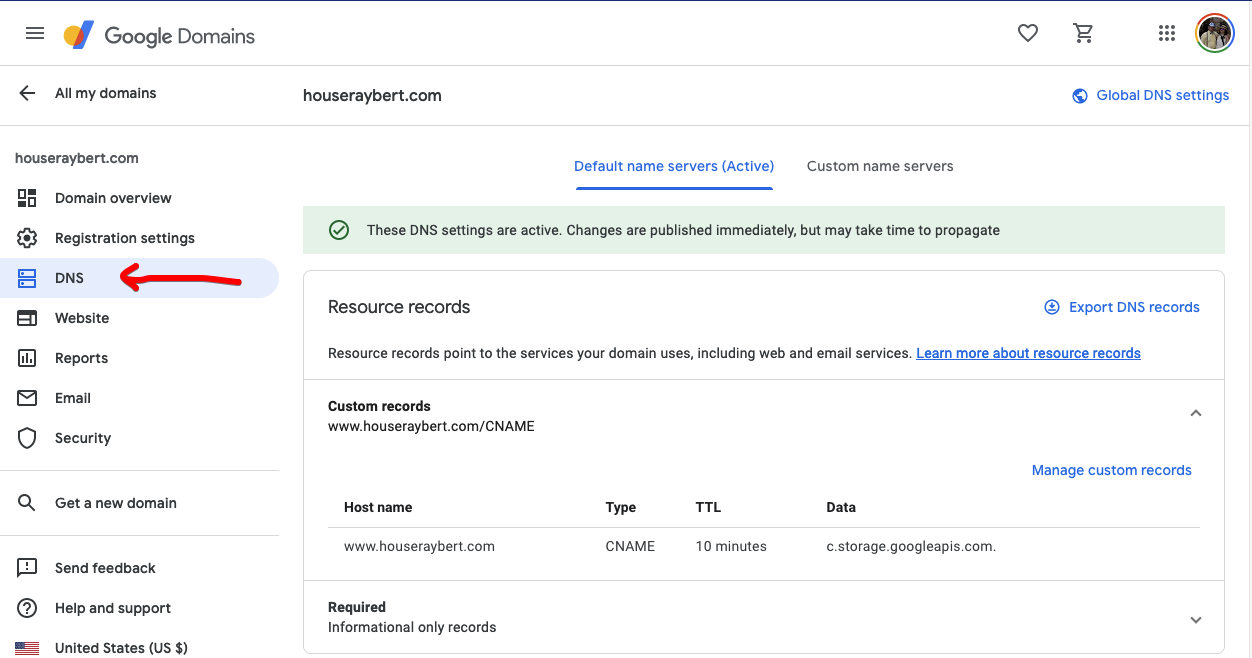 Google Domains
All my domains
houseraybert.com
Global DNS settings
houseraybert.com
Domain overview
Registration settings
DNS
Website
Reports
Email
Security
Get a new domain
Send feedback
Help and support
United States (US $)
Default name servers (Active)
Custom name servers
These DNS settings are active. Changes are published immediately, but may take time to propagate
Resource records
Export DNS records
Resource records point to the services your domain uses, including web and email services. Learn more about resource records
Custom records
www.houseraybert.com/CNAME
Manage custom records
Host name Type TTL Data
www.houseraybert.com CNAME 10 minutes c.storage.googleapis.com.
Required
Informational only records